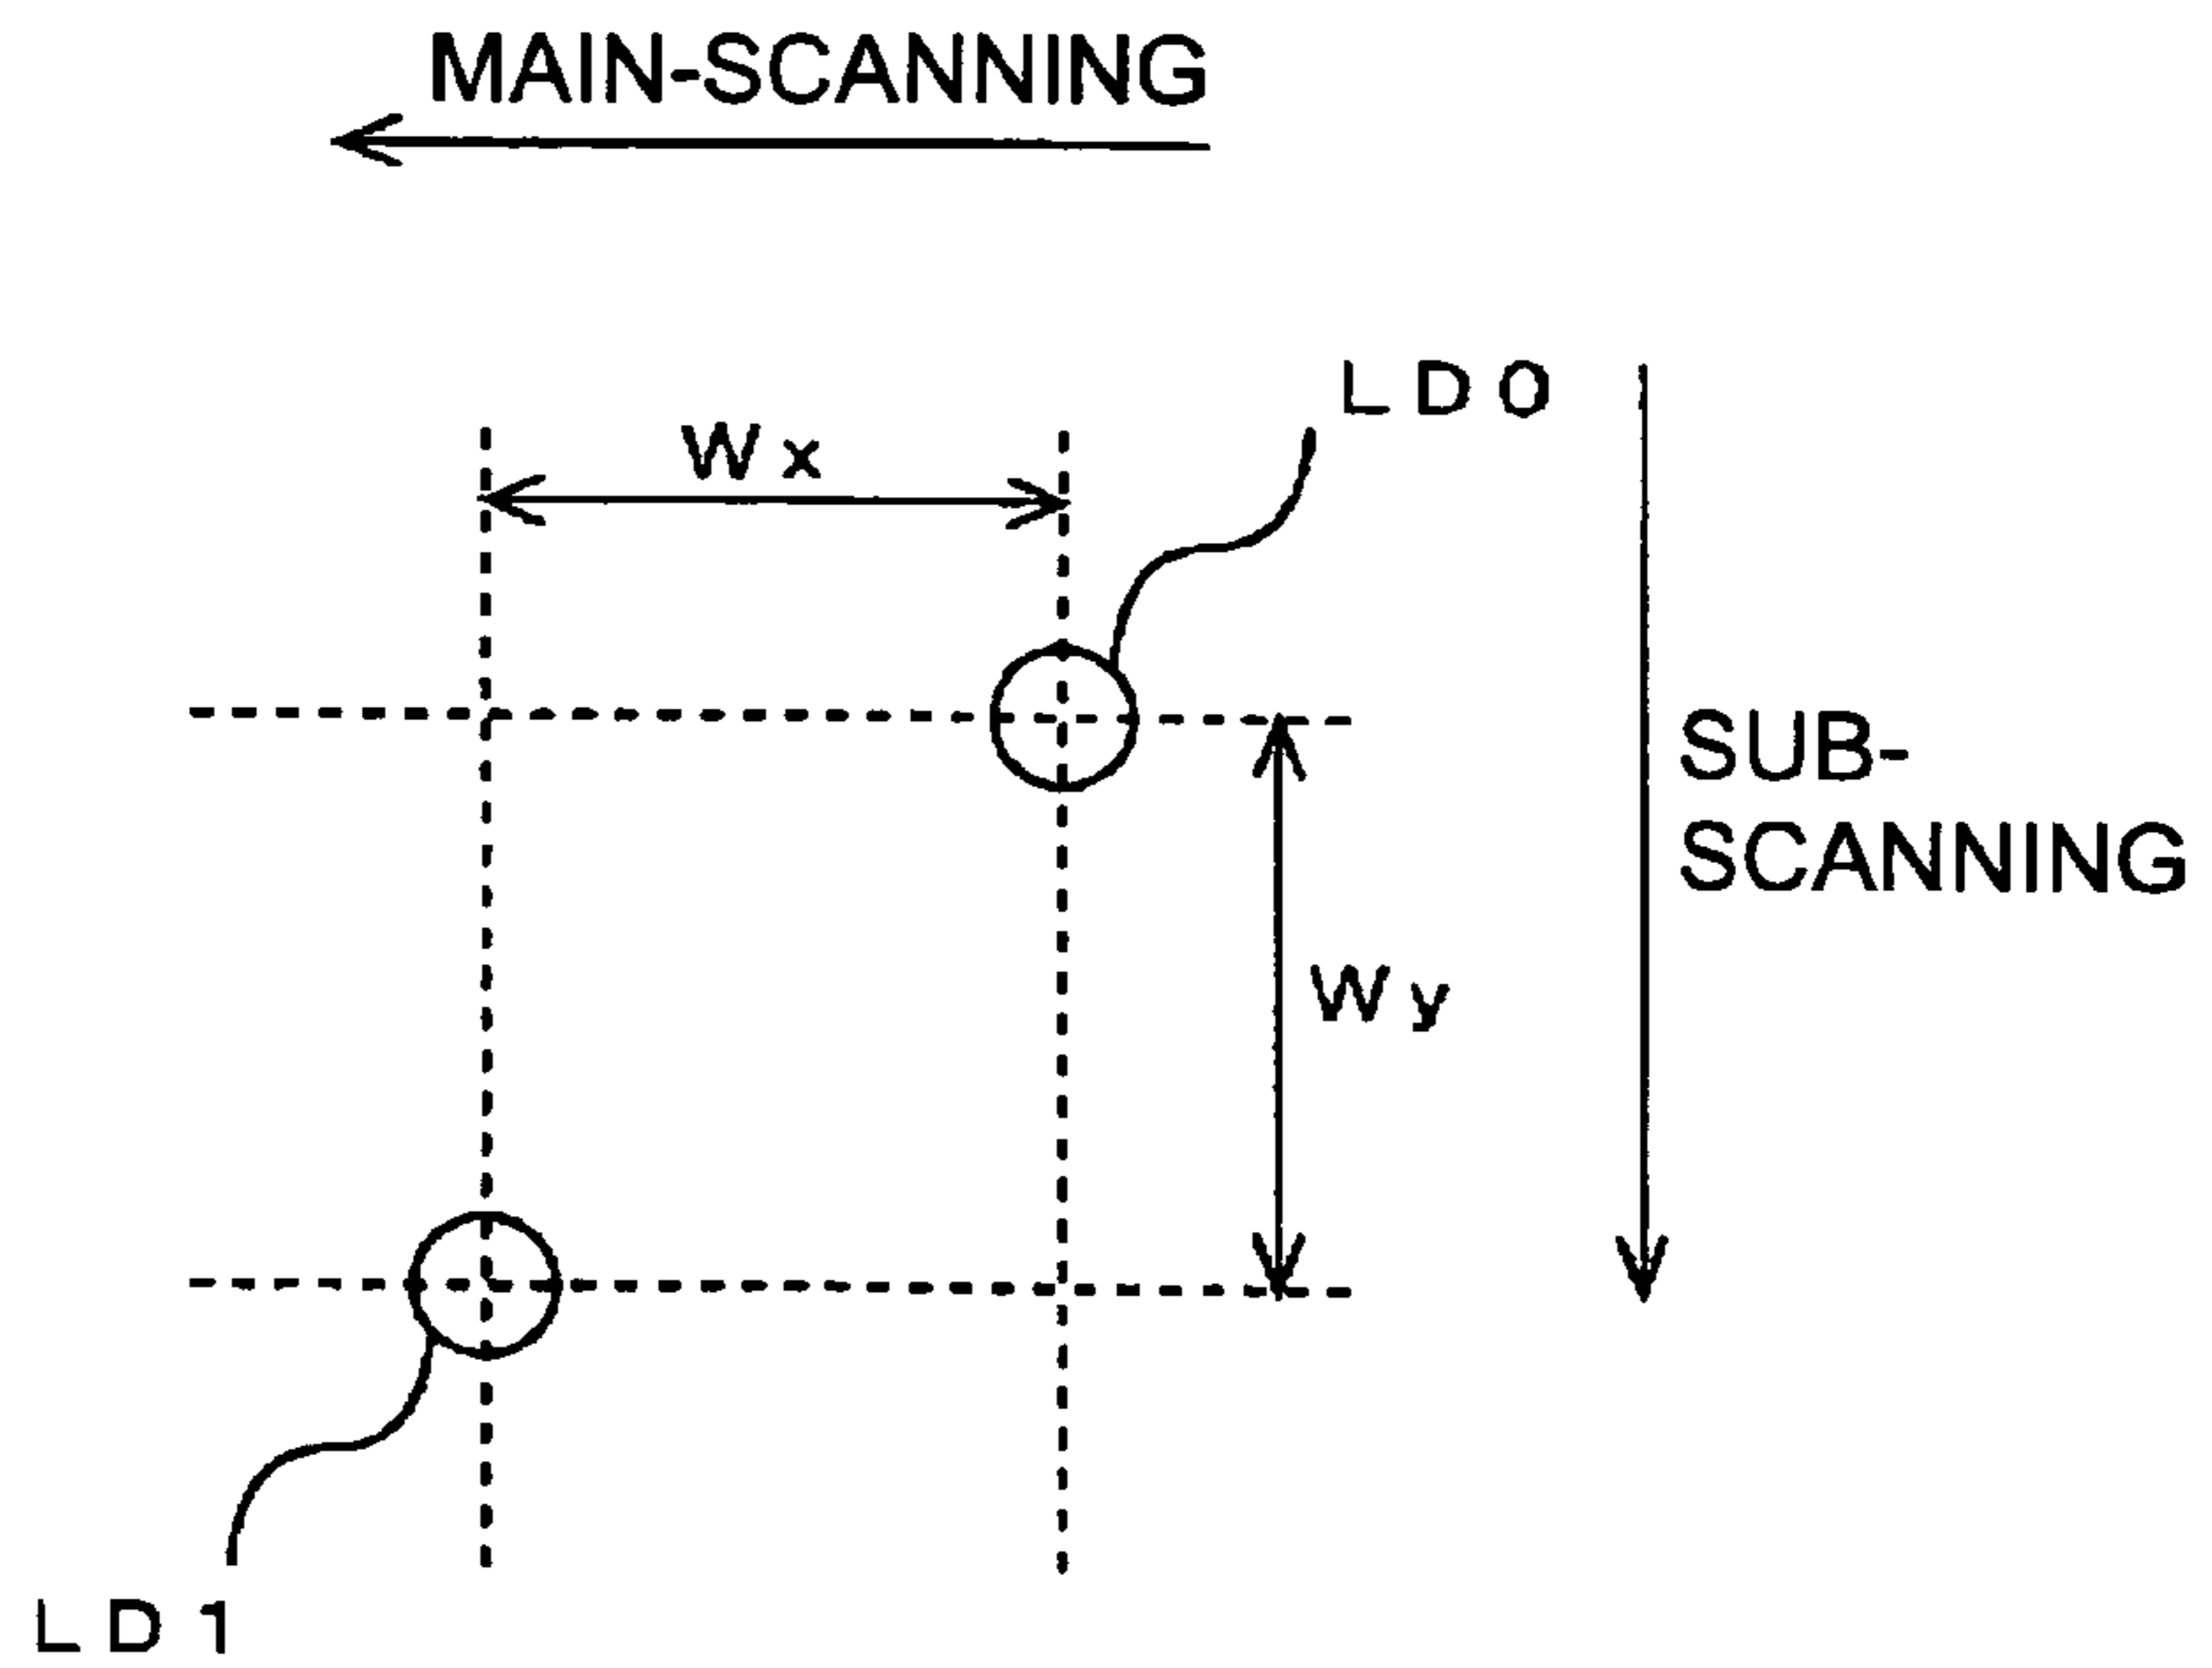 MAIN-SCANNING
LD0
Wx
SUB-
SCANNING
Wy
LD1